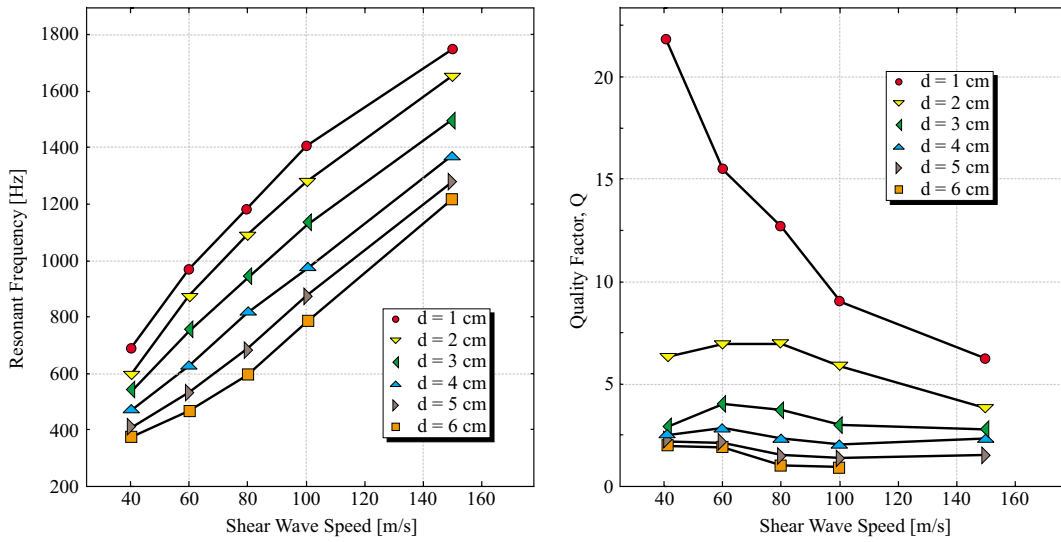 1800
1600
1400
1200
1000
800
600
400
200
40 60 80 100 120 140 160
Shear Wave Speed [m/s]
Resonant Frequency [Hz]
d = 1 cm
d = 2 cm
d = 3 cm
d = 4 cm
d = 5 cm
d = 6 cm
20
15
10
5
0
40 60 80 100 120 140 160
Shear Wave Speed [m/s]
Quality Factor, Q
d = 1 cm
d = 2 cm
d = 3 cm
d = 4 cm
d = 5 cm
d = 6 cm